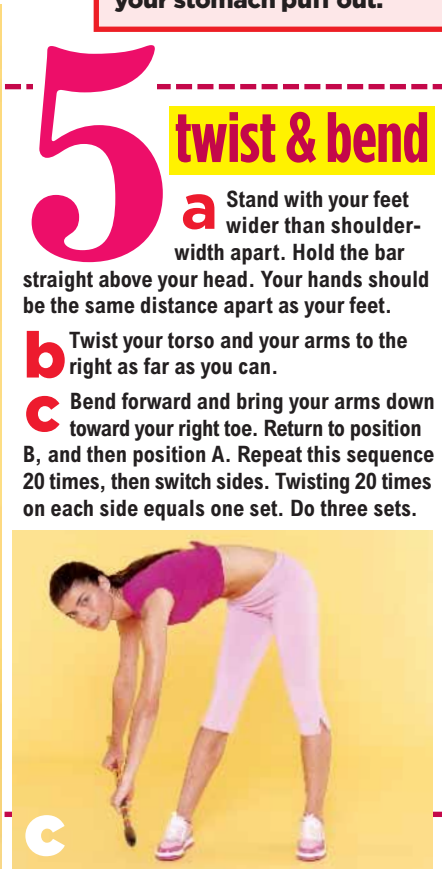 your stomach puff out.
5
twist & bend
a Stand with your feet
wider than shoulder-
width apart. Hold the bar
straight above your head. Your hands should
be the same distance apart as your feet.
b Twist your torso and your arms to the
right as far as you can.
c Bend forward and bring your arms down
toward your right toe. Return to position
B, and then position A. Repeat this sequence
20 times, then switch sides. Twisting 20 times
on each side equals one set. Do three sets.
c